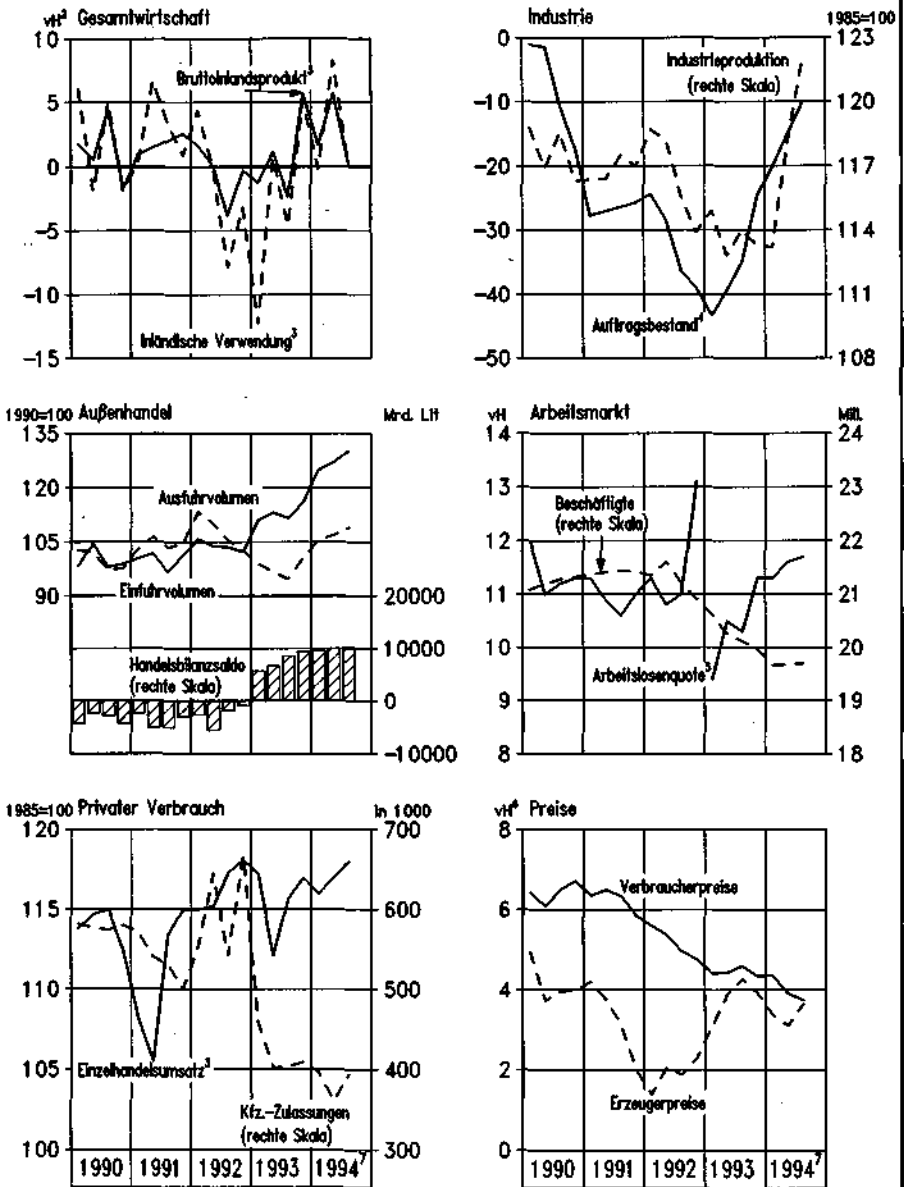 vH² Gesamtwirtschaft
10
5
0
-5
-10
-15
Bruttoinlandsprodukt³
Inländische Verwendung³
Industrie
1985=100
0
-10
-20
-30
-40
-50
123
120
117
114
111
108
Industrieproduktion
(rechte Skala)
Auftragsbestand⁴
1990=100 Außenhandel
Mrd. Lit
135
120
105
90
20000
10000
0
-10000
Ausfuhrvolumen
Einfuhrvolumen
Handelsbilanzsaldo
(rechte Skala)
vH Arbeitsmarkt
Mill.
14
13
12
11
10
9
8
24
23
22
21
20
19
18
Beschäftigte
(rechte Skala)
Arbeitslosenquote⁵
1985=100 Privater Verbrauch
in 1000
120
115
110
105
100
700
600
500
400
300
Einzelhandelsumsatz³
Kfz.-Zulassungen
(rechte Skala)
1990 1991 1992 1993 1994⁷
vH⁶ Preise
8
6
4
2
0
Verbraucherpreise
Erzeugerpreise
1990 1991 1992 1993 1994⁷